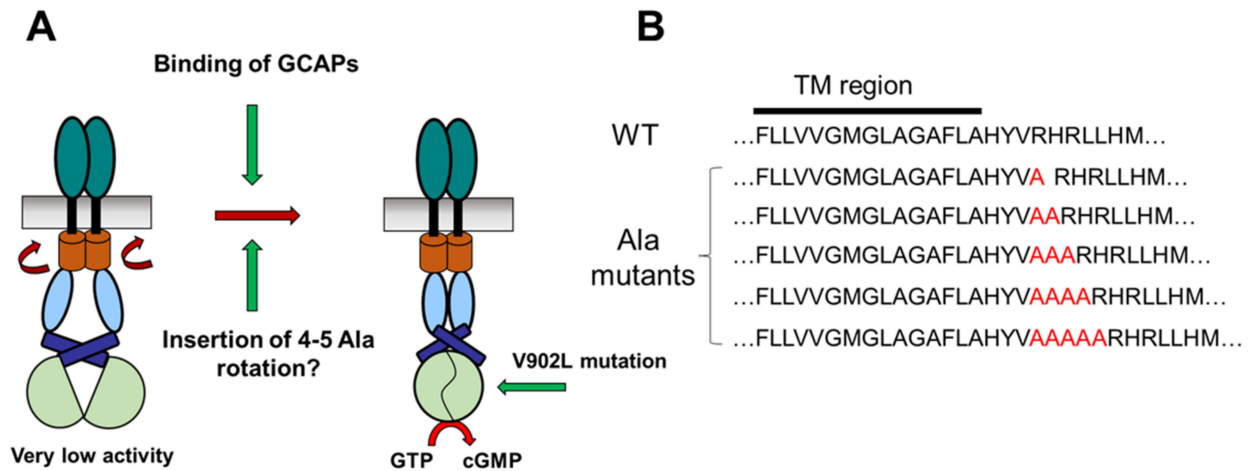 A
Binding of GCAPs
Insertion of 4-5 Ala
rotation?
V902L mutation
Very low activity
GTP
cGMP
B
TM region
WT
...FLLVVGMGLAGAFLAHYVRHRLLHM...
Ala
mutants
...FLLVVGMGLAGAFLAHYVA RHRLLHM...
...FLLVVGMGLAGAFLAHYVAARHRLLHM...
...FLLVVGMGLAGAFLAHYVAAARHRLLHM...
...FLLVVGMGLAGAFLAHYVAAAARHRLLHM...
...FLLVVGMGLAGAFLAHYVAAAAARHRLLHM...